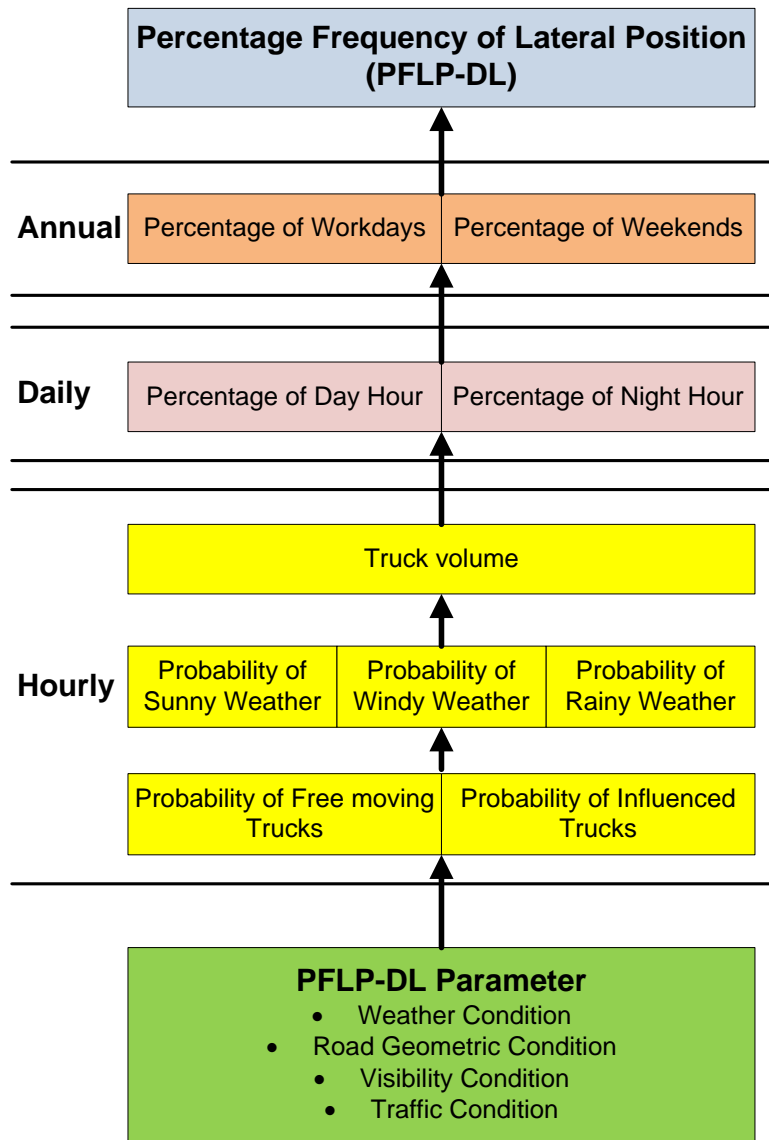 Percentage Frequency of Lateral Position
(PFLP-DL)
Annual
Percentage of Workdays
Percentage of Weekends
Daily
Percentage of Day Hour
Percentage of Night Hour
Truck volume
Hourly
Probability of
Sunny Weather
Probability of
Windy Weather
Probability of
Rainy Weather
Probability of Free moving
Trucks
Probability of Influenced
Trucks
PFLP-DL Parameter
• Weather Condition
• Road Geometric Condition
• Visibility Condition
• Traffic Condition